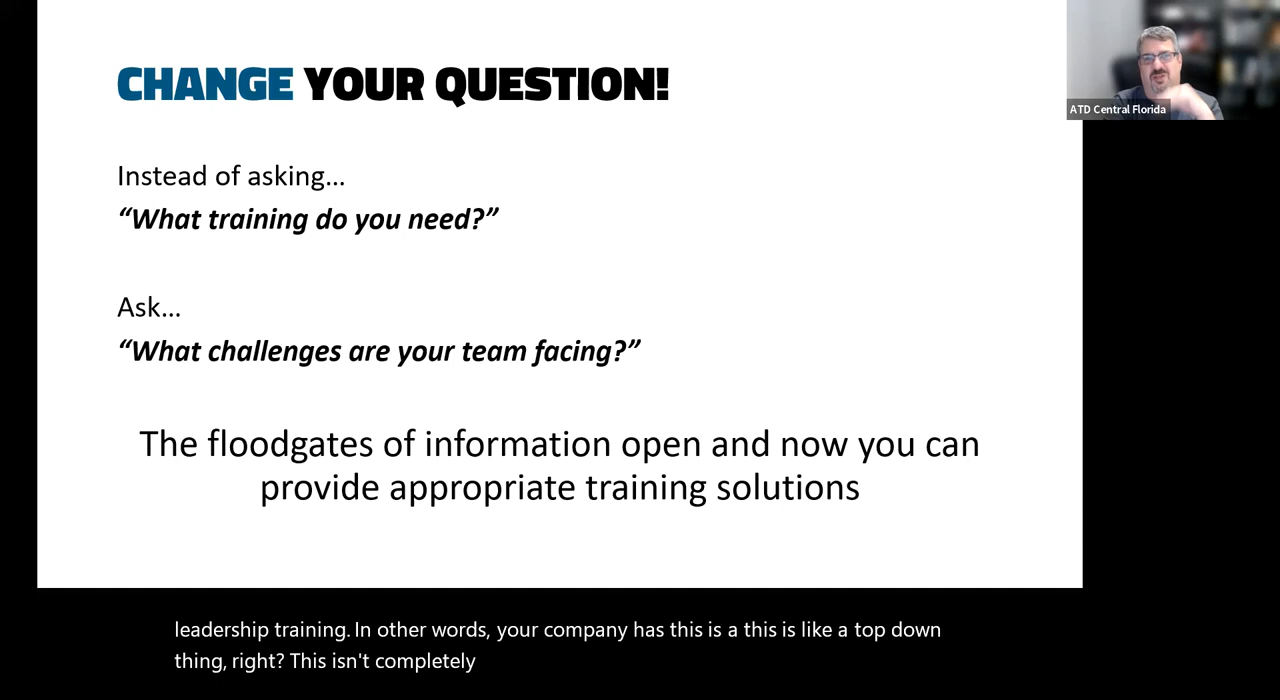 CHANGE YOUR QUESTION!
ATD Central Florida
Instead of asking…
“What training do you need?”
Ask…
“What challenges are your team facing?”
The floodgates of information open and now you can
provide appropriate training solutions
leadership training. In other words, your company has this is a this is like a top down
thing, right? This isn't completely